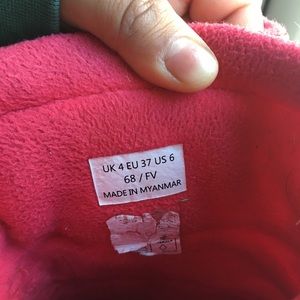 UK 4 EU 37 US 6
68 / FV
MADE IN MYANMAR